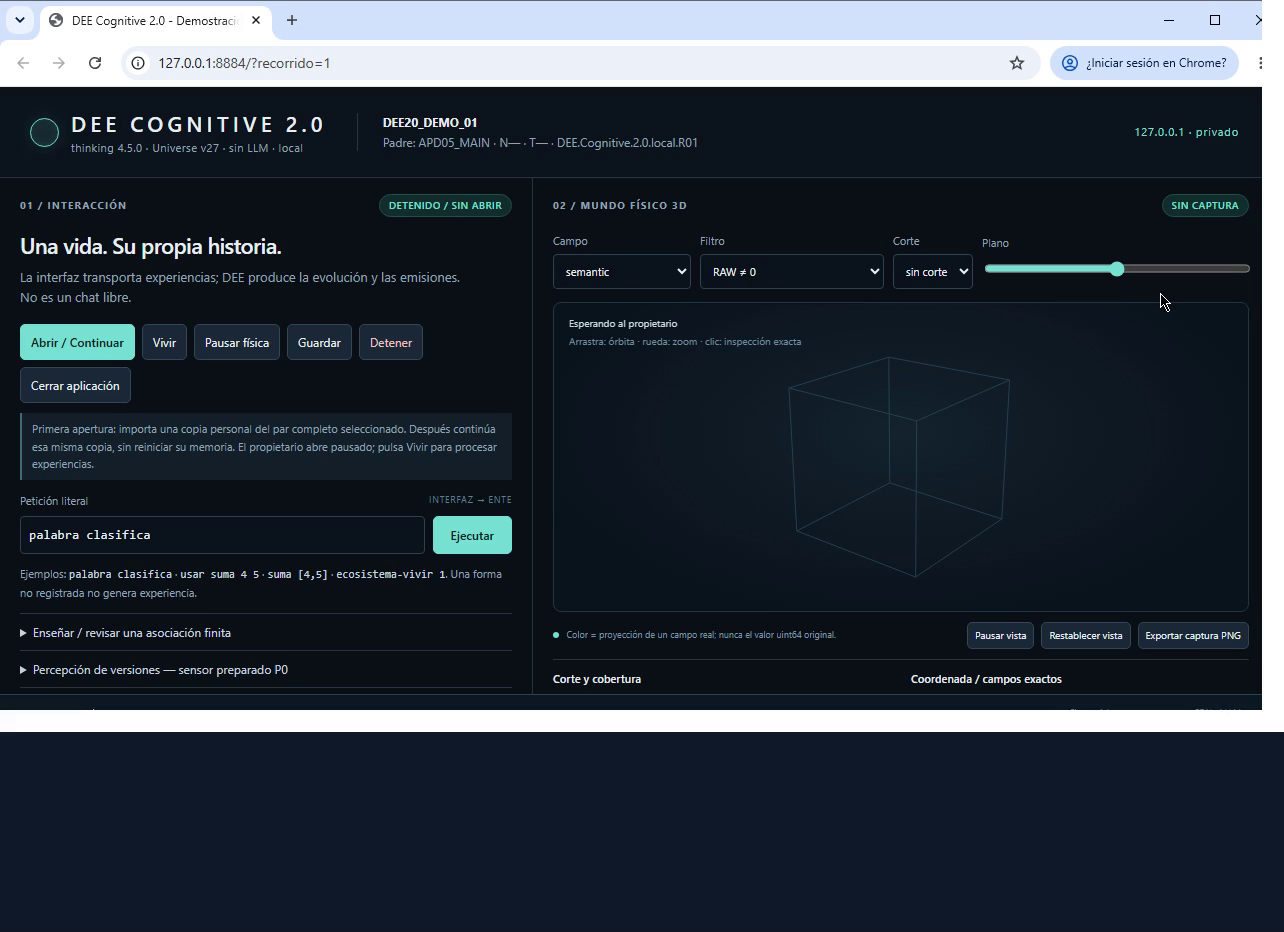 DEE Cognitive 2.0 - Demostraci
127.0.0.1:8884/?recorrido=1
¿Iniciar sesión en Chrome?
DEE COGNITIVE 2.0
thinking 4.5.0 · Universe v27 · sin LLM · local
DEE20_DEMO_01
Padre: APD05_MAIN · N— · T— · DEE.Cognitive.2.0.local.R01
127.0.0.1 · privado
01 / INTERACCIÓN
DETENIDO / SIN ABRIR
Una vida. Su propia historia.
La interfaz transporta experiencias; DEE produce la evolución y las emisiones.
No es un chat libre.
Abrir / Continuar
Vivir
Pausar física
Guardar
Detener
Cerrar aplicación
Primera apertura: importa una copia personal del par completo seleccionado. Después continúa
esa misma copia, sin reiniciar su memoria. El propietario abre pausado; pulsa Vivir para procesar
experiencias.
Petición literal
INTERFAZ → ENTE
palabra clasifica
Ejecutar
Ejemplos: palabra clasifica · usar suma 4 5 · suma [4,5] · ecosistema-vivir 1. Una forma
no registrada no genera experiencia.
▶ Enseñar / revisar una asociación finita
▶ Percepción de versiones — sensor preparado P0
02 / MUNDO FÍSICO 3D
SIN CAPTURA
Campo
Filtro
Corte
Plano
semantic
RAW ≠ 0
sin corte
Esperando al propietario
Arrastra: órbita · rueda: zoom · clic: inspección exacta
Color = proyección de un campo real; nunca el valor uint64 original.
Pausar vista
Restablecer vista
Exportar captura PNG
Corte y cobertura
Coordenada / campos exactos